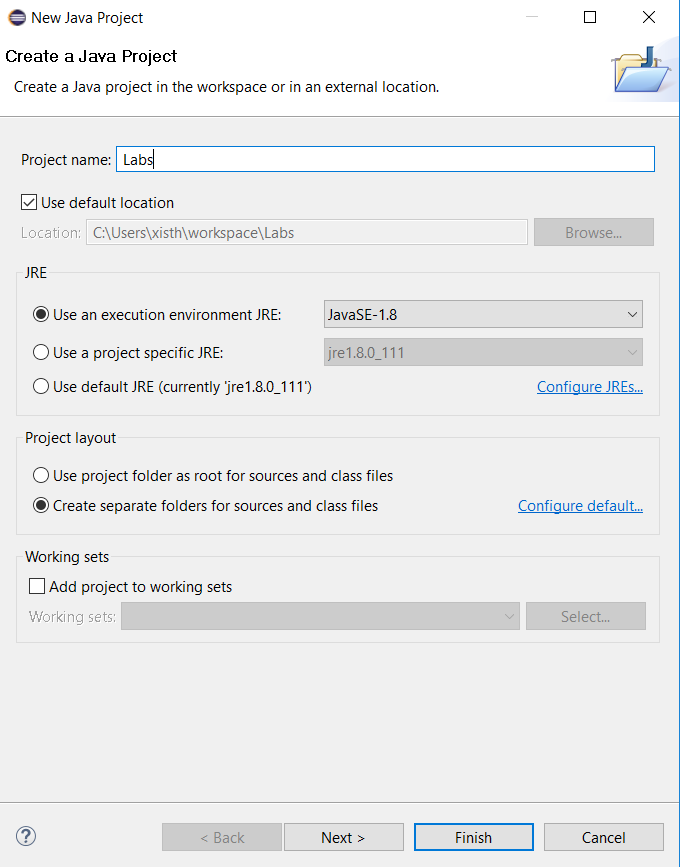 New Java Project
Create a Java Project
Create a Java project in the workspace or in an external location.
Project name: Labs
Use default location
Location: C:\Users\xisth\workspace\Labs Browse...
JRE
Use an execution environment JRE: JavaSE-1.8
Use a project specific JRE: jre1.8.0_111
Use default JRE (currently 'jre1.8.0_111') Configure JREs...
Project layout
Use project folder as root for sources and class files
Create separate folders for sources and class files Configure default...
Working sets
Add project to working sets
Working sets: Select...
? < Back Next > Finish Cancel